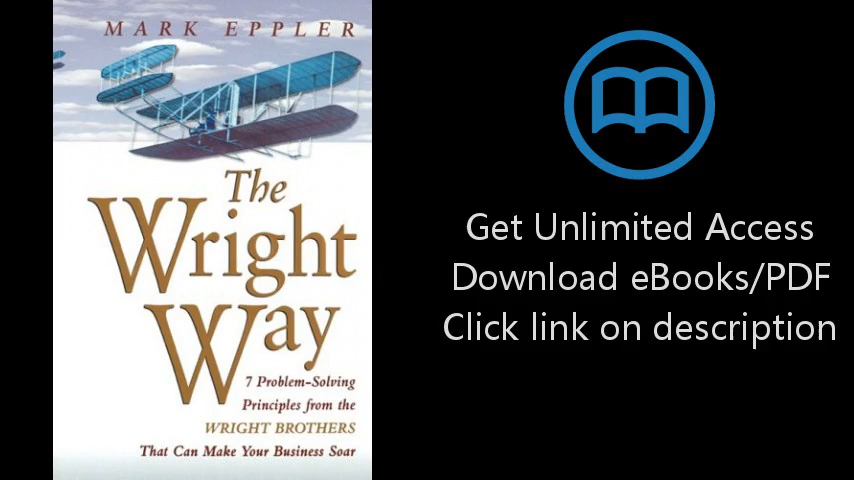 MARK EPPLER
The
Wright
Way
7 Problem-Solving
Principles from the
WRIGHT BROTHERS
That Can Make Your Business Soar
Get Unlimited Access
Download eBooks/PDF
Click link on description